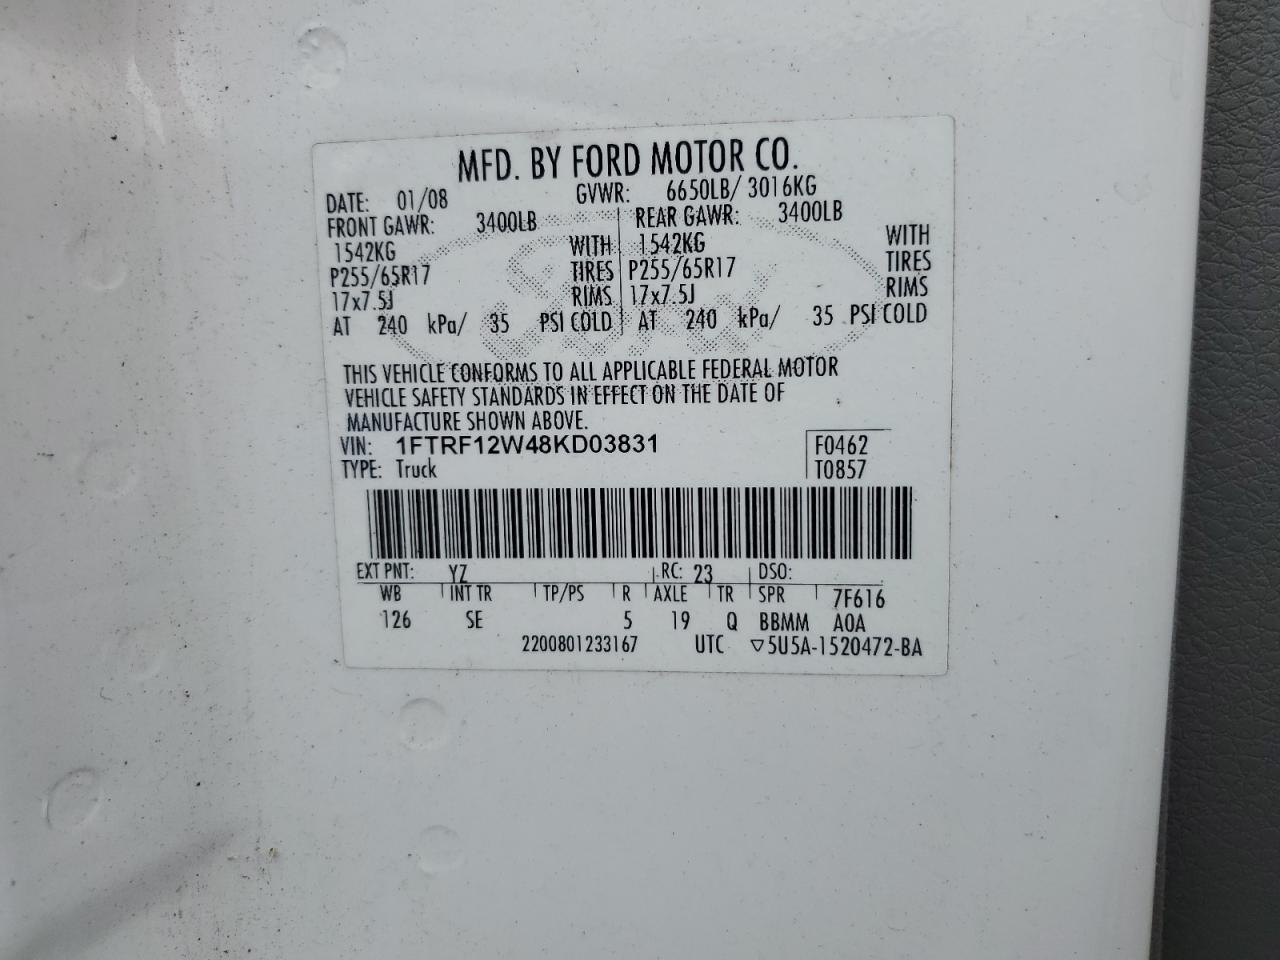 MFD. BY FORD MOTOR CO.
DATE: 01/08 GVWR: 6650LB/ 3016KG
FRONT GAWR: 3400LB REAR GAWR: 3400LB
1542KG WITH 1542KG WITH
P255/65R17 TIRES P255/65R17 TIRES
17x7.5J RIMS 17x7.5J RIMS
AT 240 kPa/ 35 PSI COLD AT 240 kPa/ 35 PSI COLD
THIS VEHICLE CONFORMS TO ALL APPLICABLE FEDERAL MOTOR
VEHICLE SAFETY STANDARDS IN EFFECT ON THE DATE OF
MANUFACTURE SHOWN ABOVE.
VIN: 1FTRF12W48KD03831 F0462
TYPE: Truck T0857
EXT PNT: YZ RC: 23 DSO:
WB INT TR TP/PS R AXLE TR SPR 7F616
126 SE 5 19 Q BBMM AOA
2200801233167 UTC ▽5U5A-1520472-BA